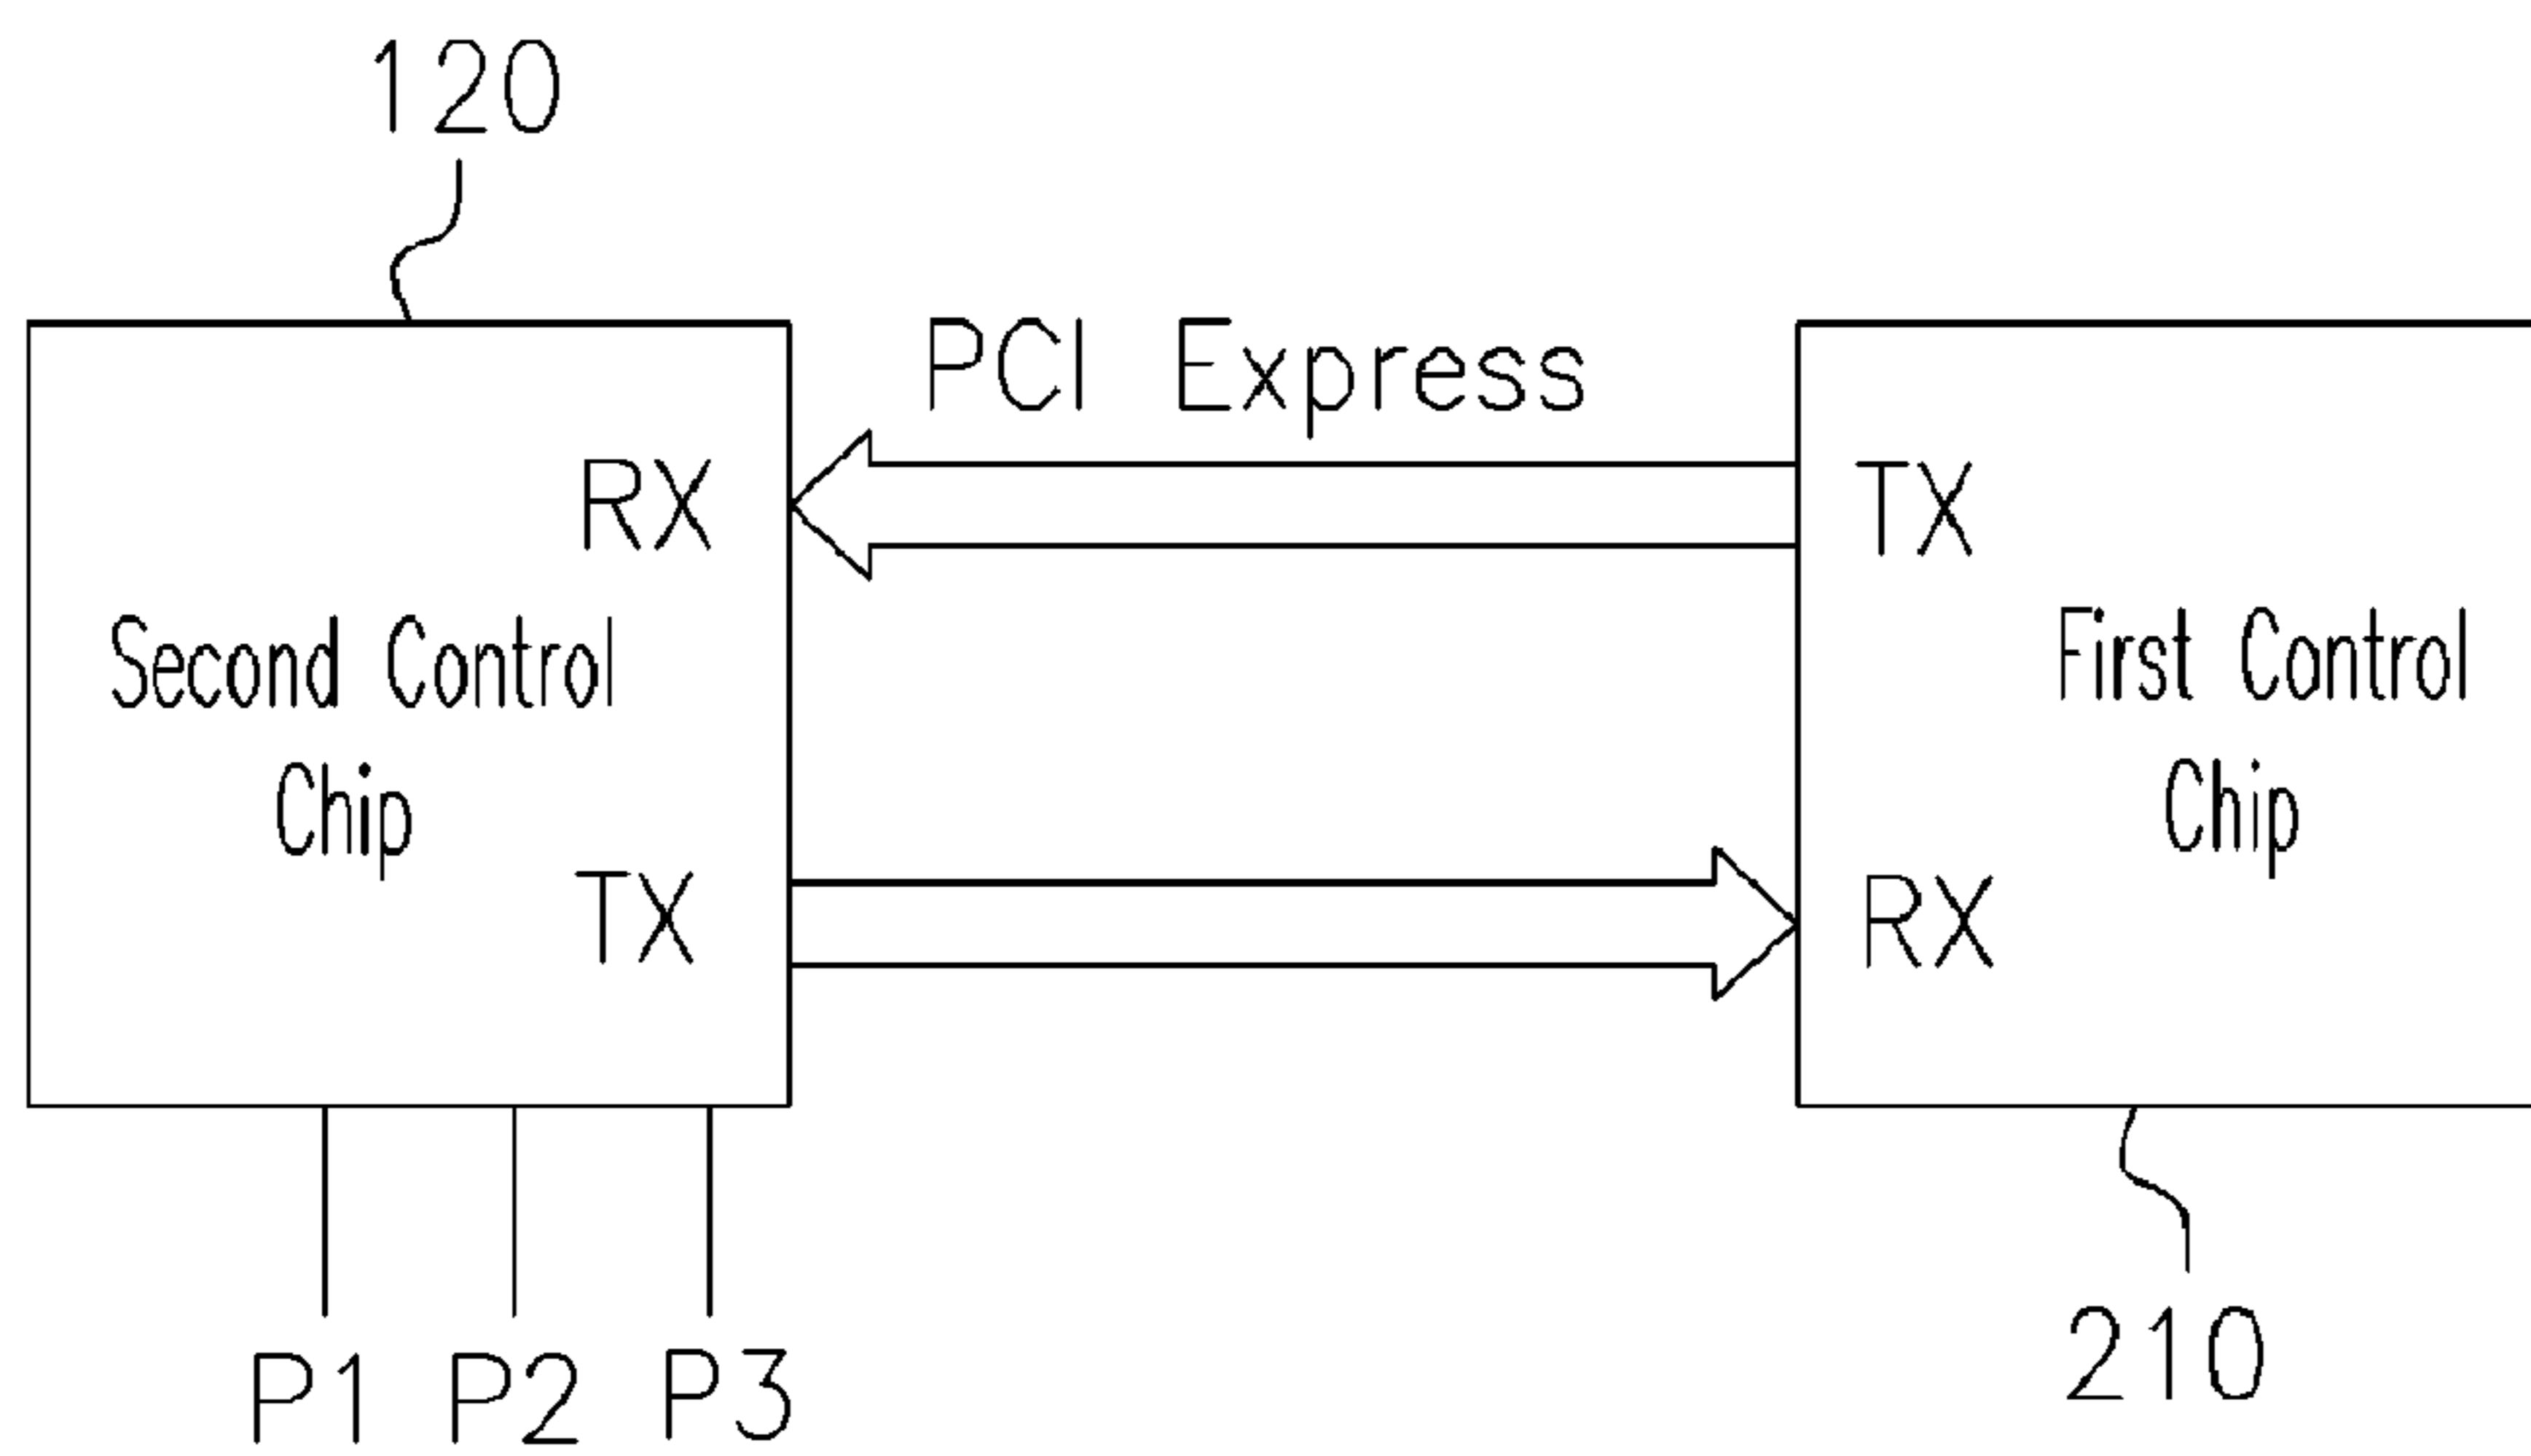 120
PCI Express
RX
TX
Second Control
Chip
First Control
Chip
TX
RX
P1 P2 P3
210